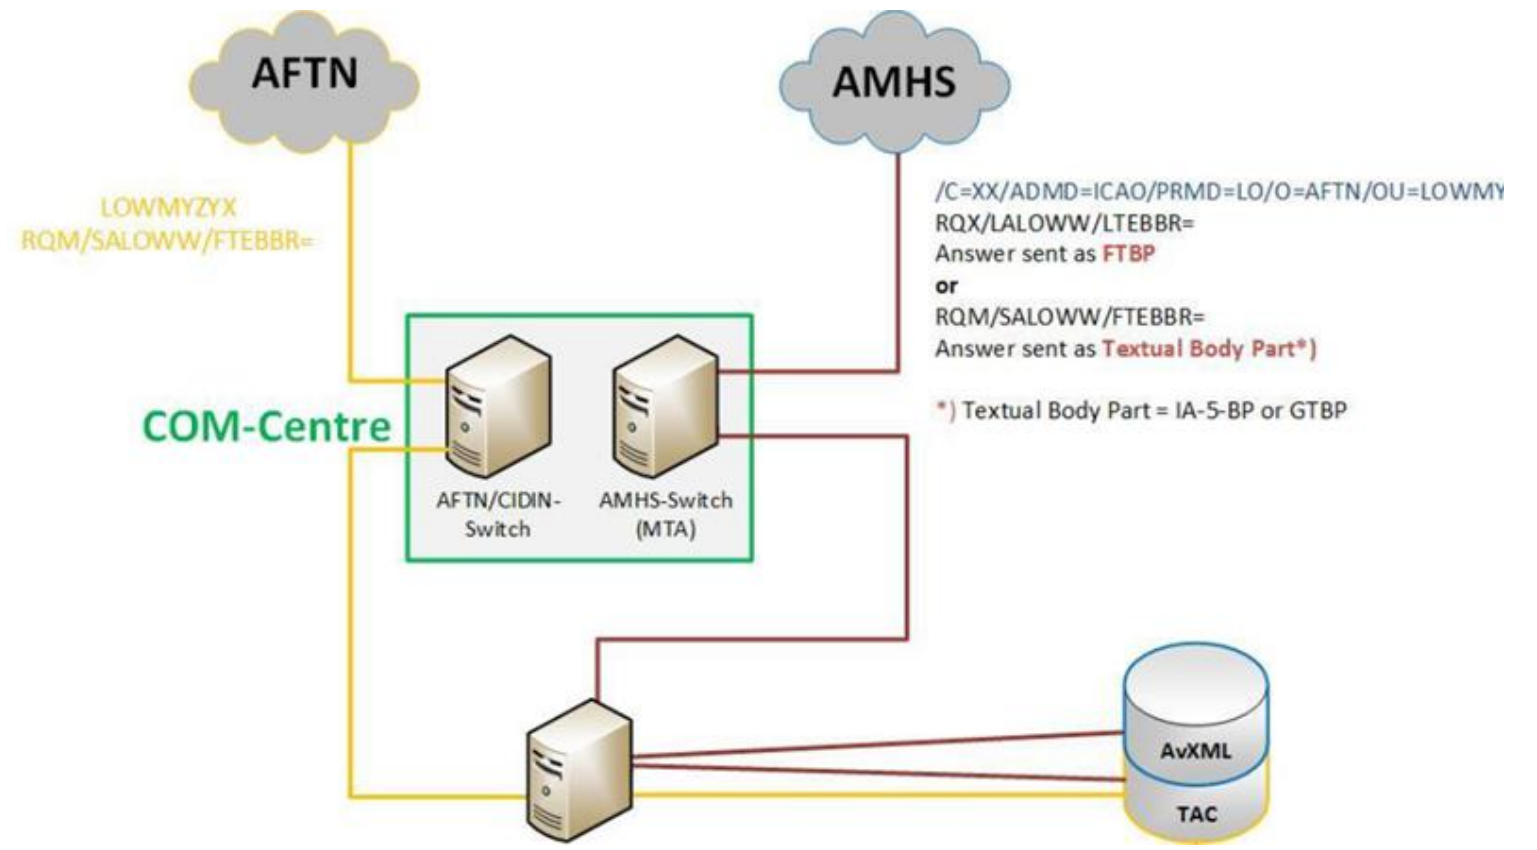 AFTN
AMHS
LOWMYZYX
RQM/SALOWW/FTEBBR=
/C=XX/ADMD=ICAO/PRMD=LO/O=AFTN/OU=LOWMY
RQX/LALOWW/LTEBBR=
Answer sent as FTBP
or
RQM/SALOWW/FTEBBR=
Answer sent as Textual Body Part*)
*) Textual Body Part = IA-5-BP or GTBP
COM-Centre
AFTN/CIDIN-
Switch
AMHS-Switch
(MTA)
AvXML
TAC